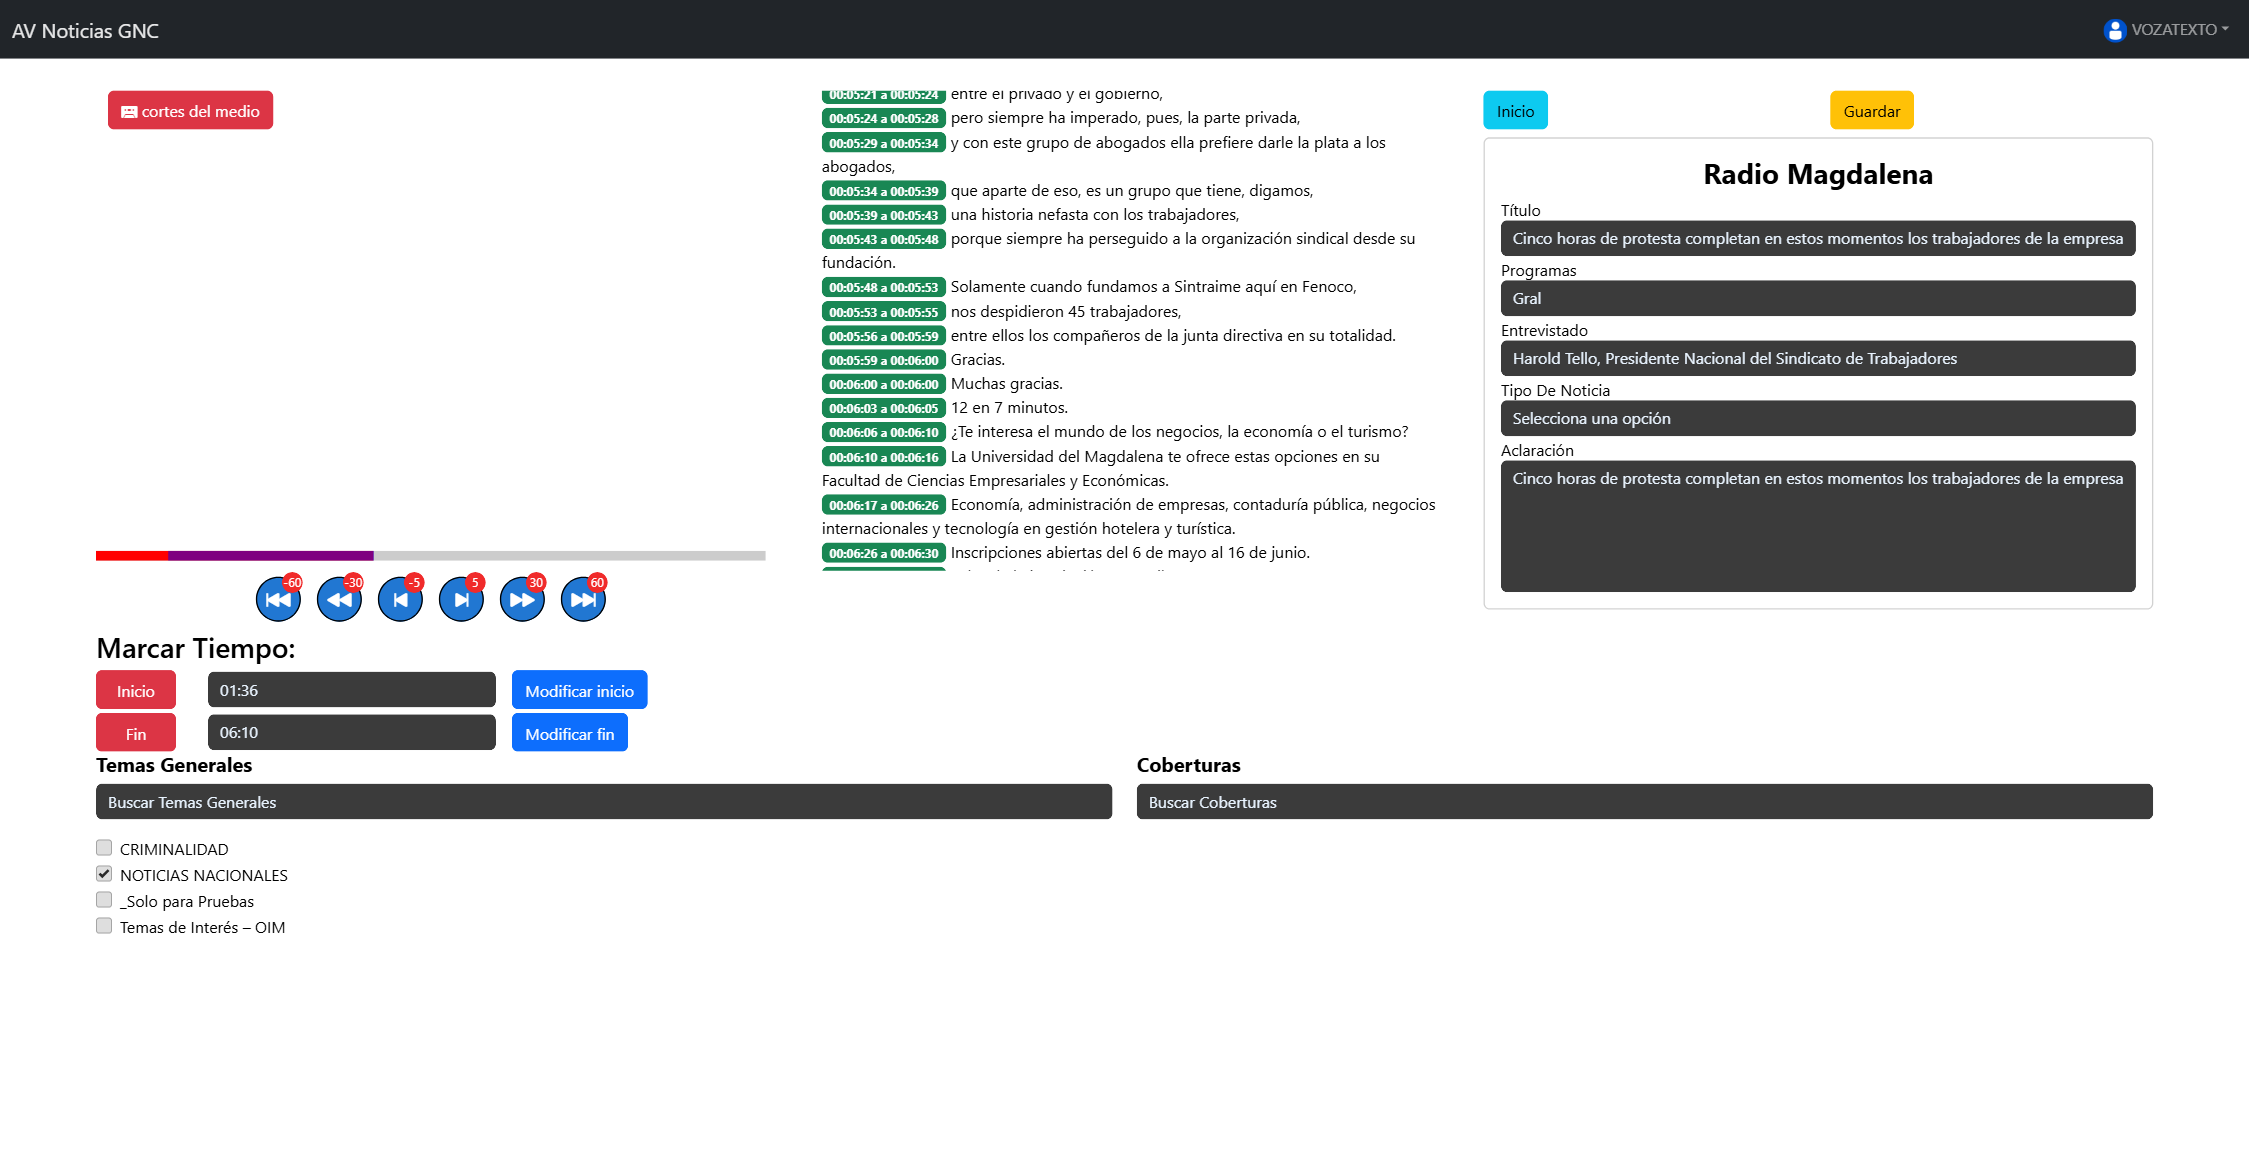 AV Noticias GNC
VOZATEXTO
cortes del medio
-60
-30
-5
5
30
60
Marcar Tiempo:
Inicio 01:36 Modificar inicio
Fin 06:10 Modificar fin
00:05:21 a 00:05:24 entre el privado y el gobierno,
00:05:24 a 00:05:28 pero siempre ha imperado, pues, la parte privada,
00:05:29 a 00:05:34 y con este grupo de abogados ella prefiere darle la plata a los
abogados,
00:05:34 a 00:05:39 que aparte de eso, es un grupo que tiene, digamos,
00:05:39 a 00:05:43 una historia nefasta con los trabajadores,
00:05:43 a 00:05:48 porque siempre ha perseguido a la organización sindical desde su
fundación.
00:05:48 a 00:05:53 Solamente cuando fundamos a Sintraime aquí en Fenoco,
00:05:53 a 00:05:55 nos despidieron 45 trabajadores,
00:05:56 a 00:05:59 entre ellos los compañeros de la junta directiva en su totalidad.
00:05:59 a 00:06:00 Gracias.
00:06:00 a 00:06:00 Muchas gracias.
00:06:03 a 00:06:05 12 en 7 minutos.
00:06:06 a 00:06:10 ¿Te interesa el mundo de los negocios, la economía o el turismo?
00:06:10 a 00:06:16 La Universidad del Magdalena te ofrece estas opciones en su
Facultad de Ciencias Empresariales y Económicas.
00:06:17 a 00:06:26 Economía, administración de empresas, contaduría pública, negocios
internacionales y tecnología en gestión hotelera y turística.
00:06:26 a 00:06:30 Inscripciones abiertas del 6 de mayo al 16 de junio.
Inicio
Guardar
Radio Magdalena
Título
Cinco horas de protesta completan en estos momentos los trabajadores de la empresa
Programas
Gral
Entrevistado
Harold Tello, Presidente Nacional del Sindicato de Trabajadores
Tipo De Noticia
Selecciona una opción
Aclaración
Cinco horas de protesta completan en estos momentos los trabajadores de la empresa
Temas Generales
Buscar Temas Generales
CRIMINALIDAD
NOTICIAS NACIONALES
_Solo para Pruebas
Temas de Interés – OIM
Coberturas
Buscar Coberturas